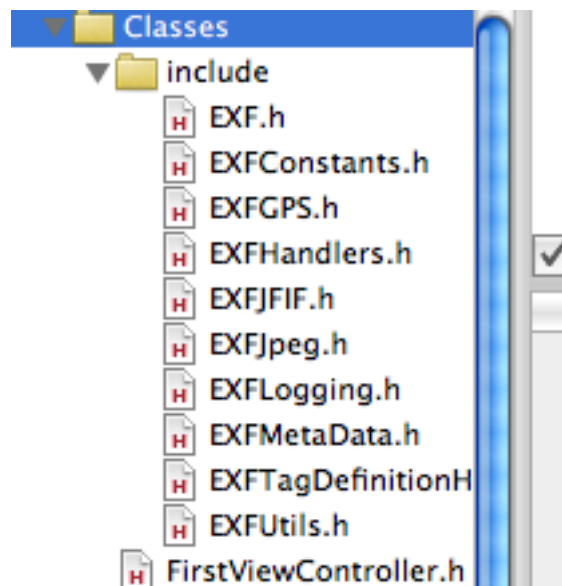 Classes
include
EXF.h
EXFConstants.h
EXFGPS.h
EXFHandlers.h
EXFJFIF.h
EXFJpeg.h
EXFLogging.h
EXFMetaData.h
EXFTagDefinitionH
EXFUtils.h
FirstViewController.h